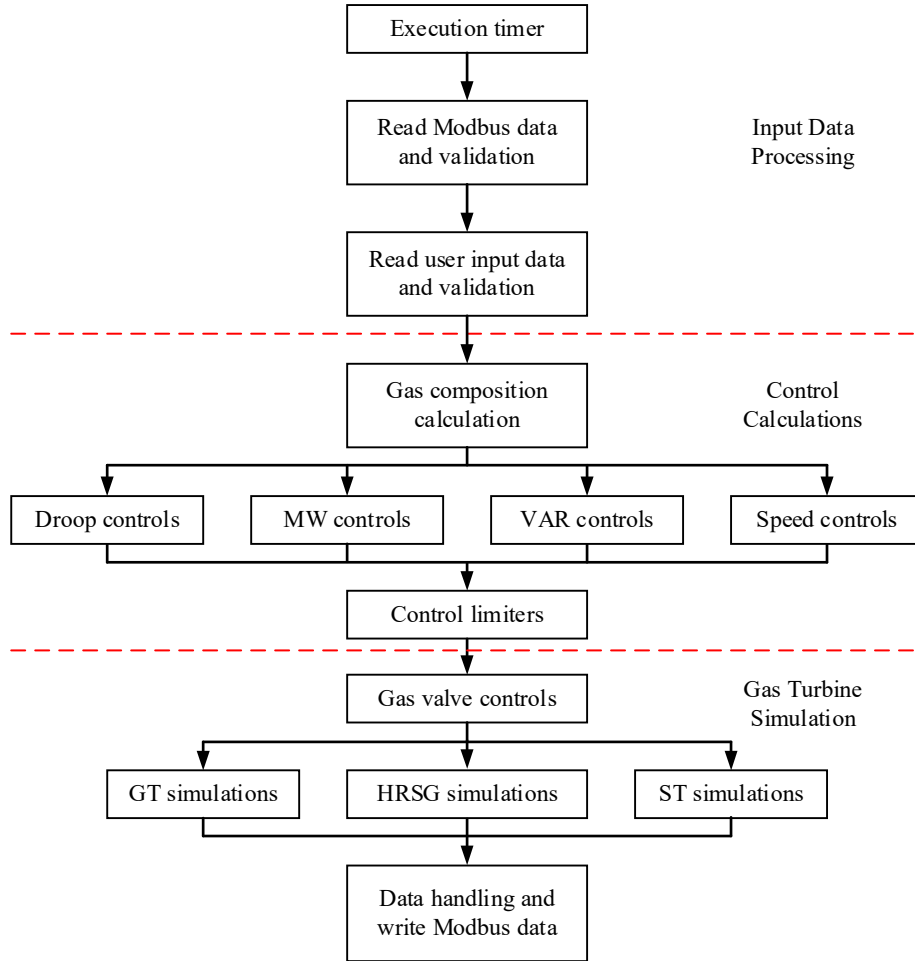 Execution timer
Read Modbus data
and validation
Input Data
Processing
Read user input data
and validation
Gas composition
calculation
Control
Calculations
Droop controls
MW controls
VAR controls
Speed controls
Control limiters
Gas valve controls
Gas Turbine
Simulation
GT simulations
HRSG simulations
ST simulations
Data handling and
write Modbus data